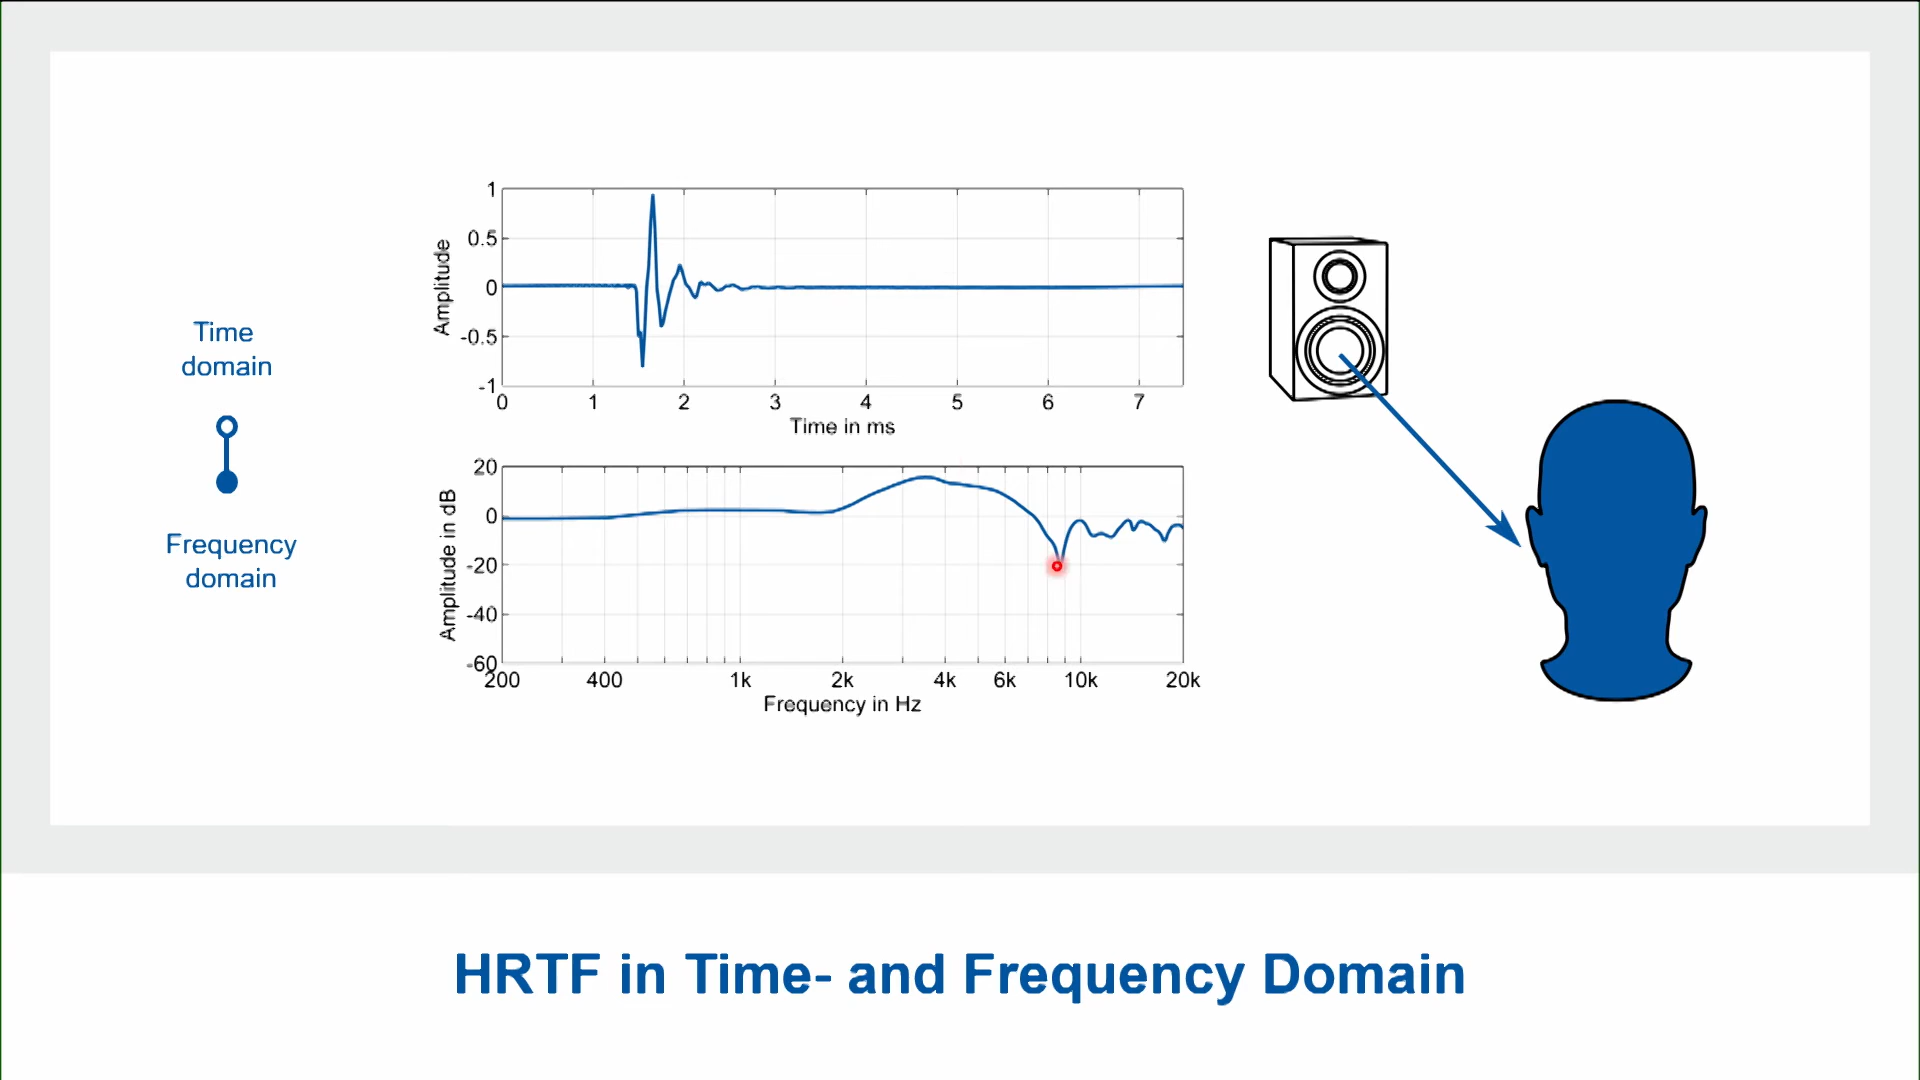 Time
domain
Frequency
domain
1
0.5
0
-0.5
-1
Amplitude
0 1 2 3 4 5 6 7
Time in ms
20
0
-20
-40
-60
Amplitude in dB
200 400 1k 2k 4k 6k 10k 20k
Frequency in Hz
HRTF in Time- and Frequency Domain